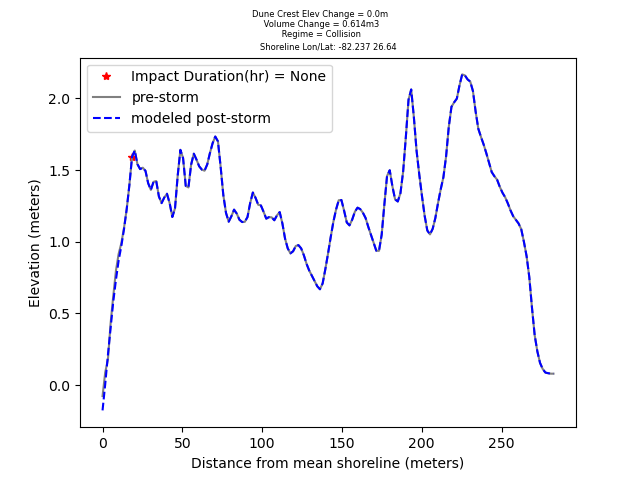 Dune Crest Elev Change = 0.0m
Volume Change = 0.614m3
Regime = Collision
Shoreline Lon/Lat: -82.237 26.64
Impact Duration(hr) = None
pre-storm
modeled post-storm
2.0
1.5
1.0
0.5
0.0
Elevation (meters)
0 50 100 150 200 250
Distance from mean shoreline (meters)